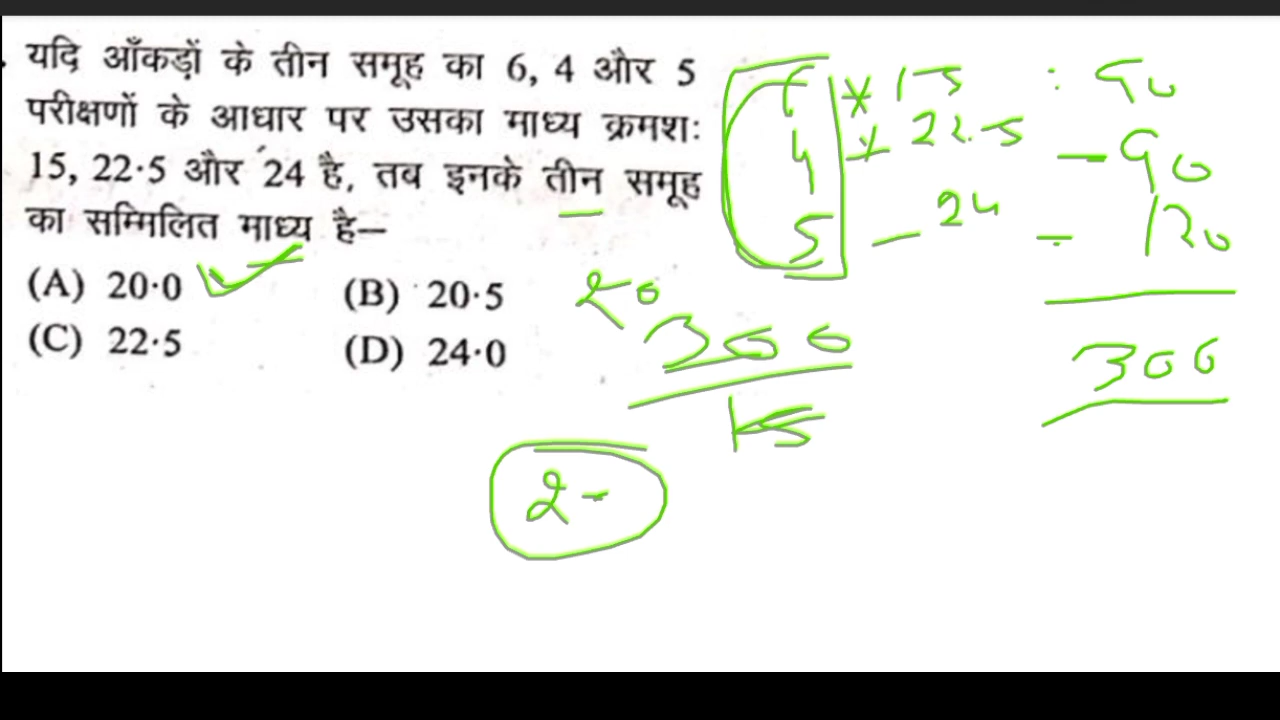 यदि आँकड़ों के तीन समूह का 6, 4 और 5
परीक्षणों के आधार पर उसका माध्य क्रमशः
15, 22·5 और 24 है, तब इनके तीन समूह
का सम्मिलित माध्य है—
(A) 20·0 (B) 20·5
(C) 22·5 (D) 24·0
6 * 15 : 90
4 * 22.5 - 90
5 - 24 - 120
300
20
300
15
2